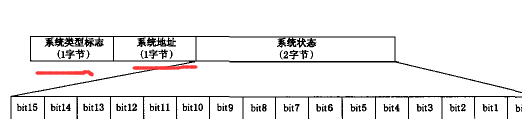 系统类型标志 系统地址 系统状态
(1字节) (1字节) (2字节)
bit15 bit14 bit13 bit12 bit11 bit10 bit9 bit8 bit7 bit6 bit5 bit4 bit3 bit2 bit1